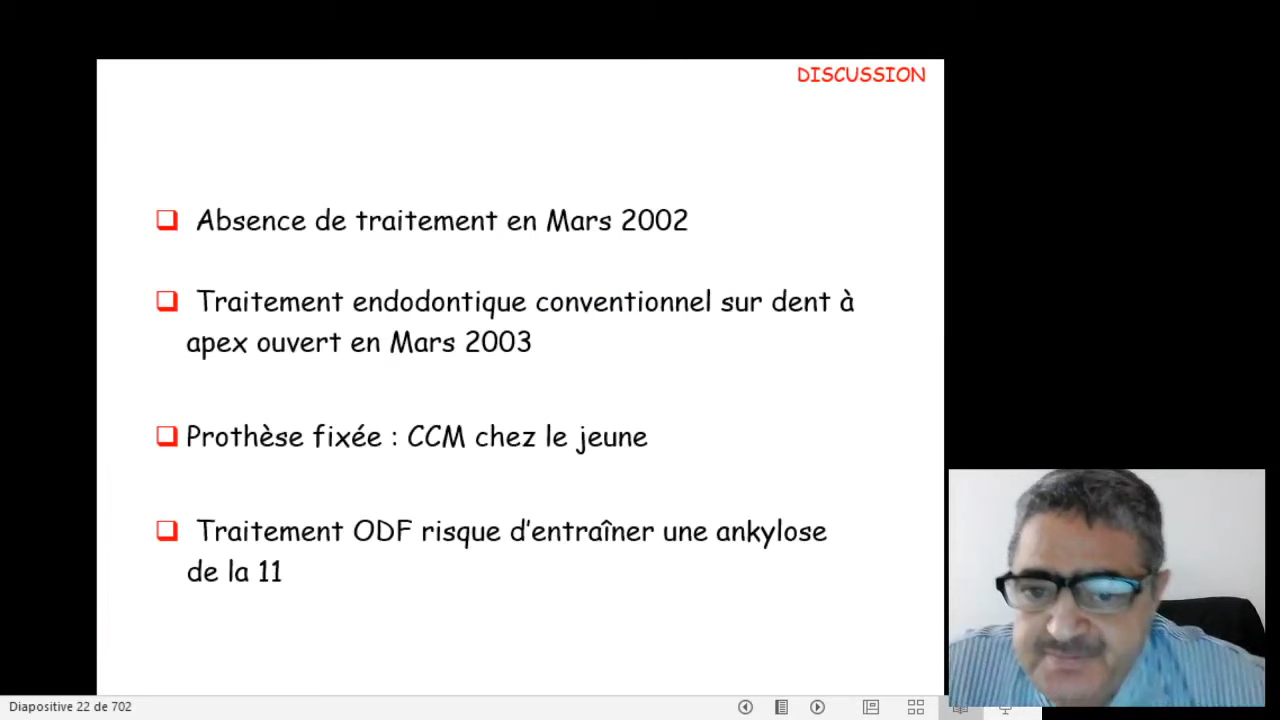 DISCUSSION
Absence de traitement en Mars 2002
Traitement endodontique conventionnel sur dent à
apex ouvert en Mars 2003
Prothèse fixée : CCM chez le jeune
Traitement ODF risque d'entraîner une ankylose
de la 11
Diapositive 22 de 702